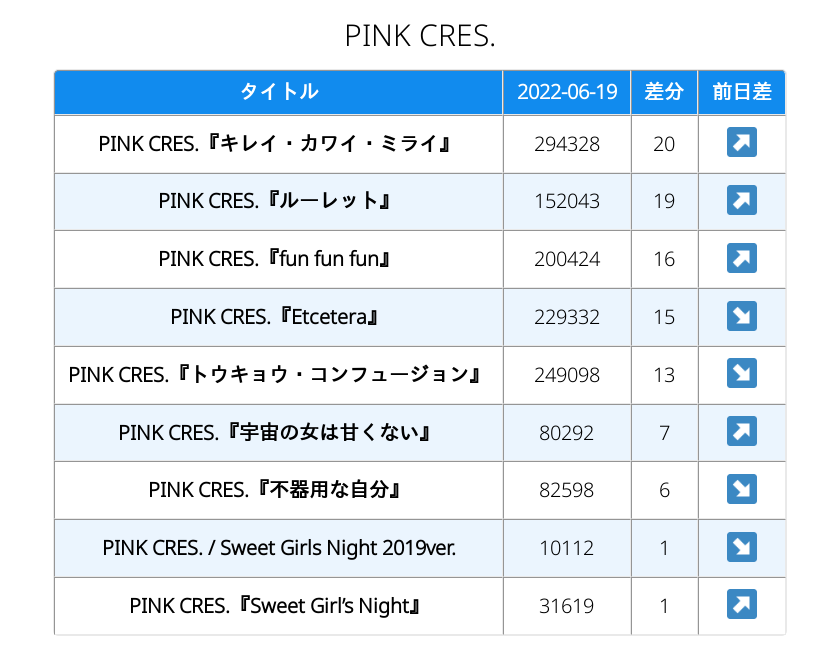 PINK CRES.
タイトル 2022-06-19 差分 前日差
PINK CRES.『キレイ・カワイ・ミライ』 294328 20 ↗
PINK CRES.『ルーレット』 152043 19 ↗
PINK CRES.『fun fun fun』 200424 16 ↗
PINK CRES.『Etcetera』 229332 15 ↘
PINK CRES.『トウキョウ・コンフュージョン』 249098 13 ↘
PINK CRES.『宇宙の女は甘くない』 80292 7 ↗
PINK CRES.『不器用な自分』 82598 6 ↘
PINK CRES. / Sweet Girls Night 2019ver. 10112 1 ↘
PINK CRES.『Sweet Girl’s Night』 31619 1 ↗